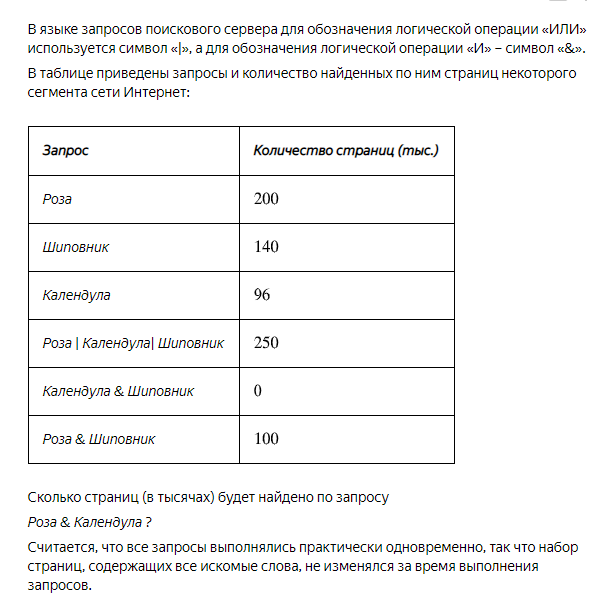 В языке запросов поискового сервера для обозначения логической операции «ИЛИ»
используется символ «|», а для обозначения логической операции «И» – символ «&».
В таблице приведены запросы и количество найденных по ним страниц некоторого
сегмента сети Интернет:
Запрос Количество страниц (тыс.)
Роза 200
Шиповник 140
Календула 96
Роза | Календула| Шиповник 250
Календула & Шиповник 0
Роза & Шиповник 100
Сколько страниц (в тысячах) будет найдено по запросу
Роза & Календула ?
Считается, что все запросы выполнялись практически одновременно, так что набор
страниц, содержащих все искомые слова, не изменялся за время выполнения
запросов.